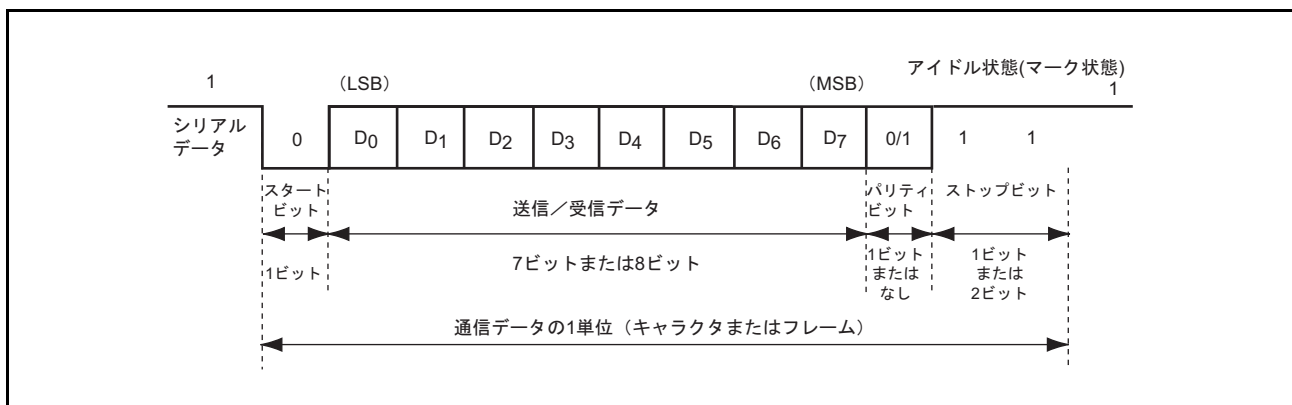 アイドル状態(マーク状態)
1 (LSB) (MSB) 1
シリアル
データ
0 D0 D1 D2 D3 D4 D5 D6 D7 0/1 1 1
スタート
ビット
送信／受信データ
パリティ
ビット
ストップビット
1ビット
7ビットまたは8ビット
1ビット
または
なし
1ビット
または
2ビット
通信データの1単位（キャラクタまたはフレーム）